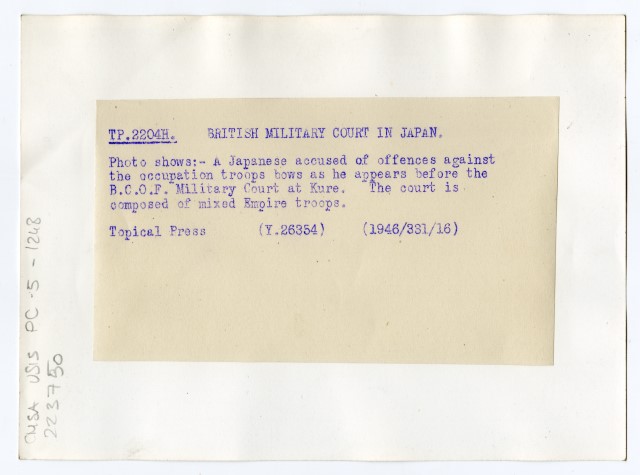 TP.2204H. BRITISH MILITARY COURT IN JAPAN.
Photo shows:- A Japanese accused of offences against
the occupation troops bows as he appears before the
B.C.O.F. Military Court at Kure. The court is
composed of mixed Empire troops.
Topical Press (Y.26354) (1946/331/16)
USIS PC-5-1248
223750